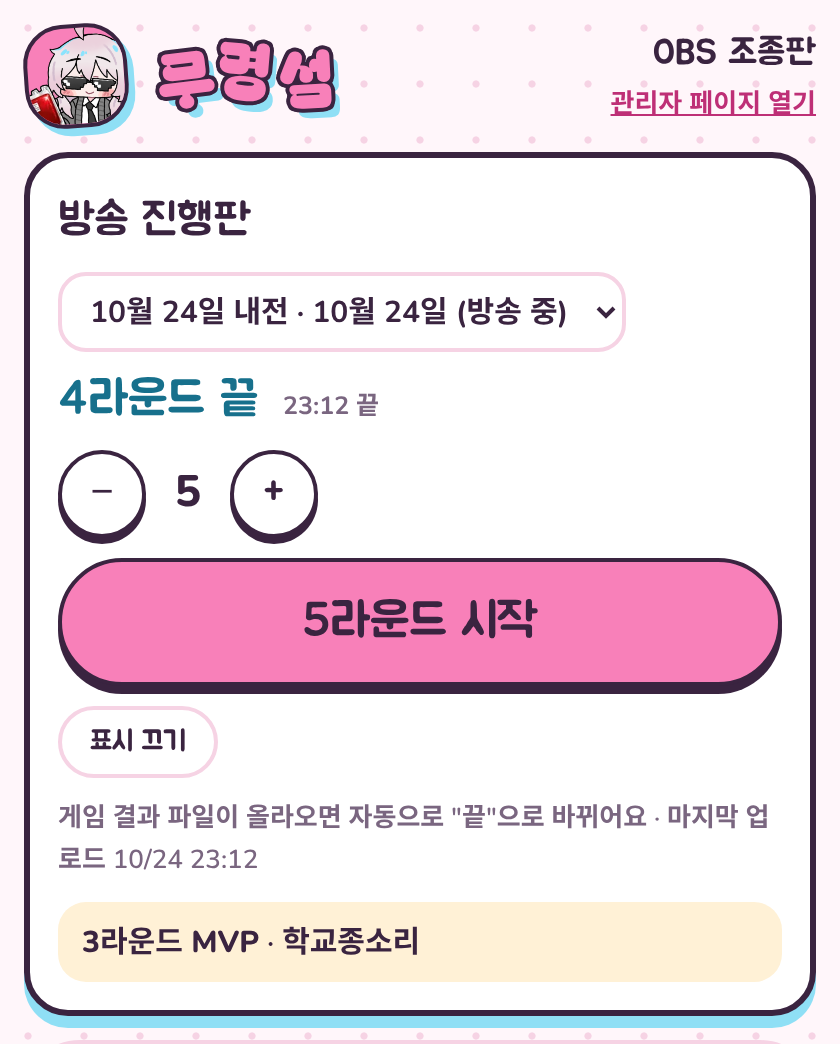 무명섬
OBS 조종판
관리자 페이지 열기
방송 진행판
10월 24일 내전 · 10월 24일 (방송 중)
4라운드 끝 23:12 끝
− 5 +
5라운드 시작
표시 끄기
게임 결과 파일이 올라오면 자동으로 "끝"으로 바뀌어요 · 마지막 업
로드 10/24 23:12
3라운드 MVP · 학교종소리